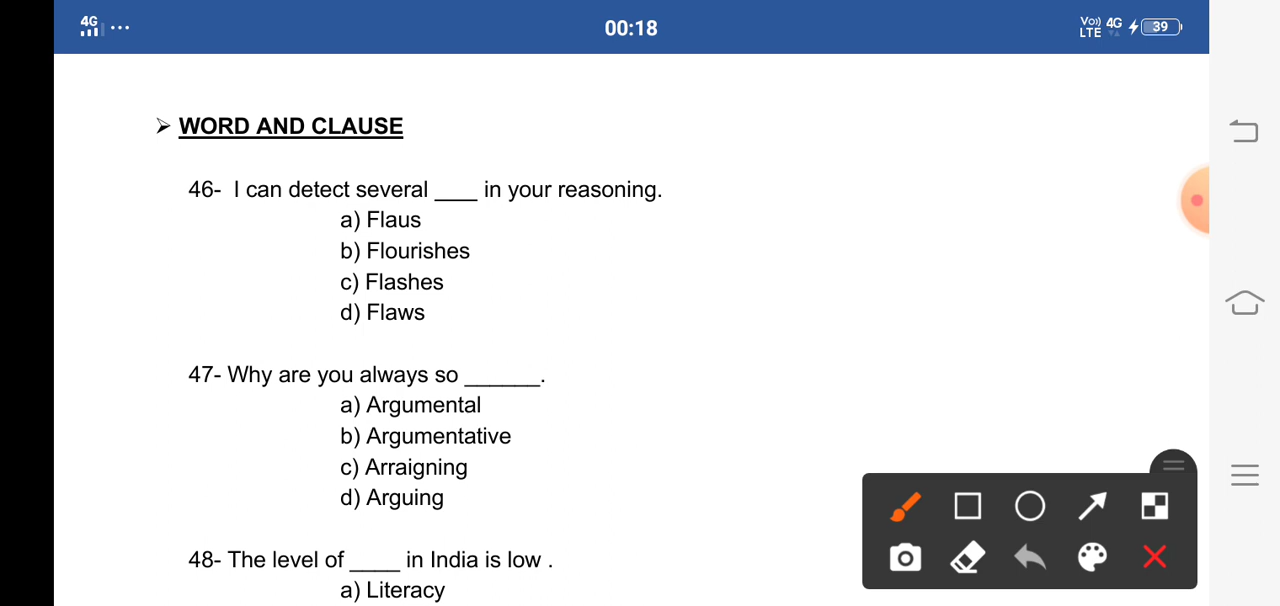 4G ...
00:18
Vo)) 4G 39
LTE
➢ WORD AND CLAUSE
46- I can detect several ____ in your reasoning.
a) Flaus
b) Flourishes
c) Flashes
d) Flaws
47- Why are you always so ______.
a) Argumental
b) Argumentative
c) Arraigning
d) Arguing
48- The level of ____ in India is low .
a) Literacy